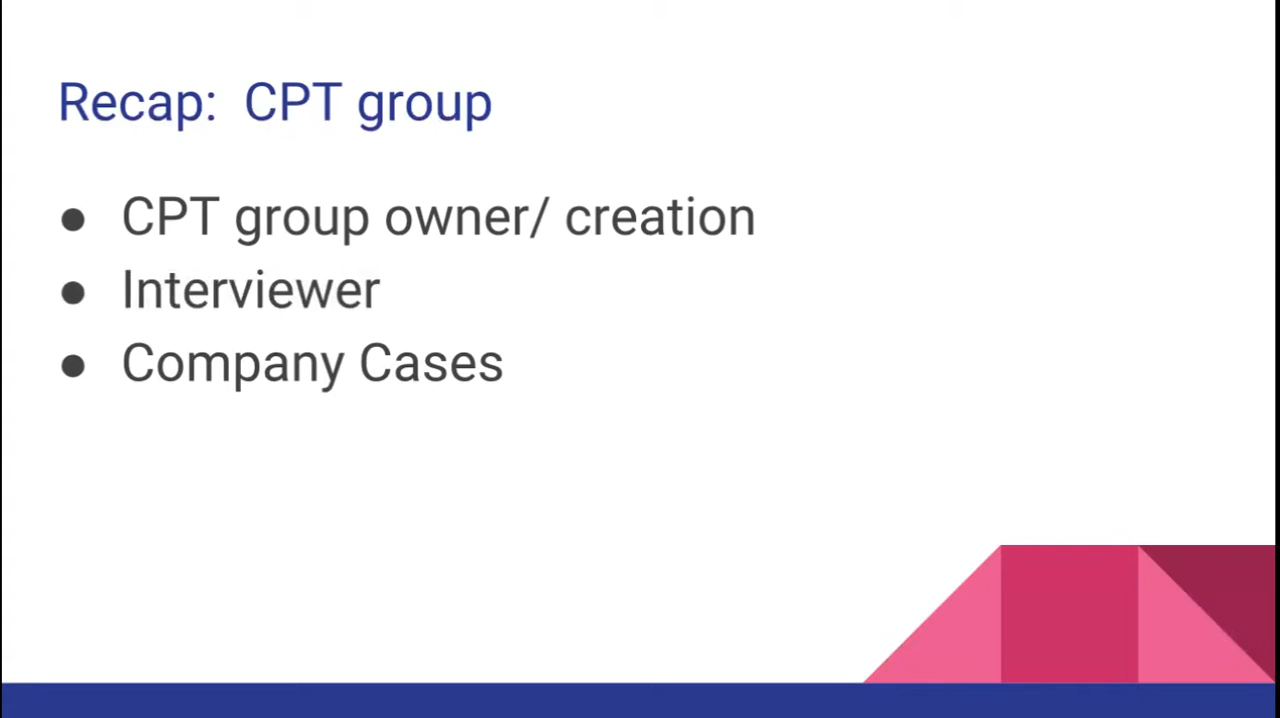 Recap:  CPT group
● CPT group owner/ creation
● Interviewer
● Company Cases